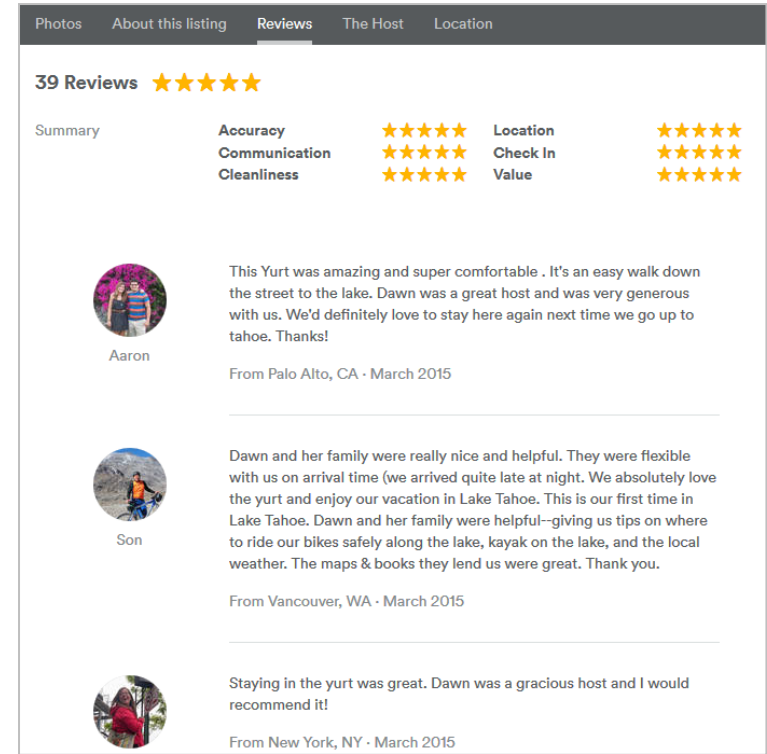 Photos About this listing Reviews The Host Location
39 Reviews
Summary
Accuracy
Location
Communication
Check In
Cleanliness
Value
This Yurt was amazing and super comfortable . It's an easy walk down
the street to the lake. Dawn was a great host and was very generous
with us. We'd definitely love to stay here again next time we go up to
tahoe. Thanks!
Aaron
From Palo Alto, CA · March 2015
Dawn and her family were really nice and helpful. They were flexible
with us on arrival time (we arrived quite late at night. We absolutely love
the yurt and enjoy our vacation in Lake Tahoe. This is our first time in
Lake Tahoe. Dawn and her family were helpful--giving us tips on where
to ride our bikes safely along the lake, kayak on the lake, and the local
weather. The maps & books they lend us were great. Thank you.
Son
From Vancouver, WA · March 2015
Staying in the yurt was great. Dawn was a gracious host and I would
recommend it!
From New York, NY · March 2015